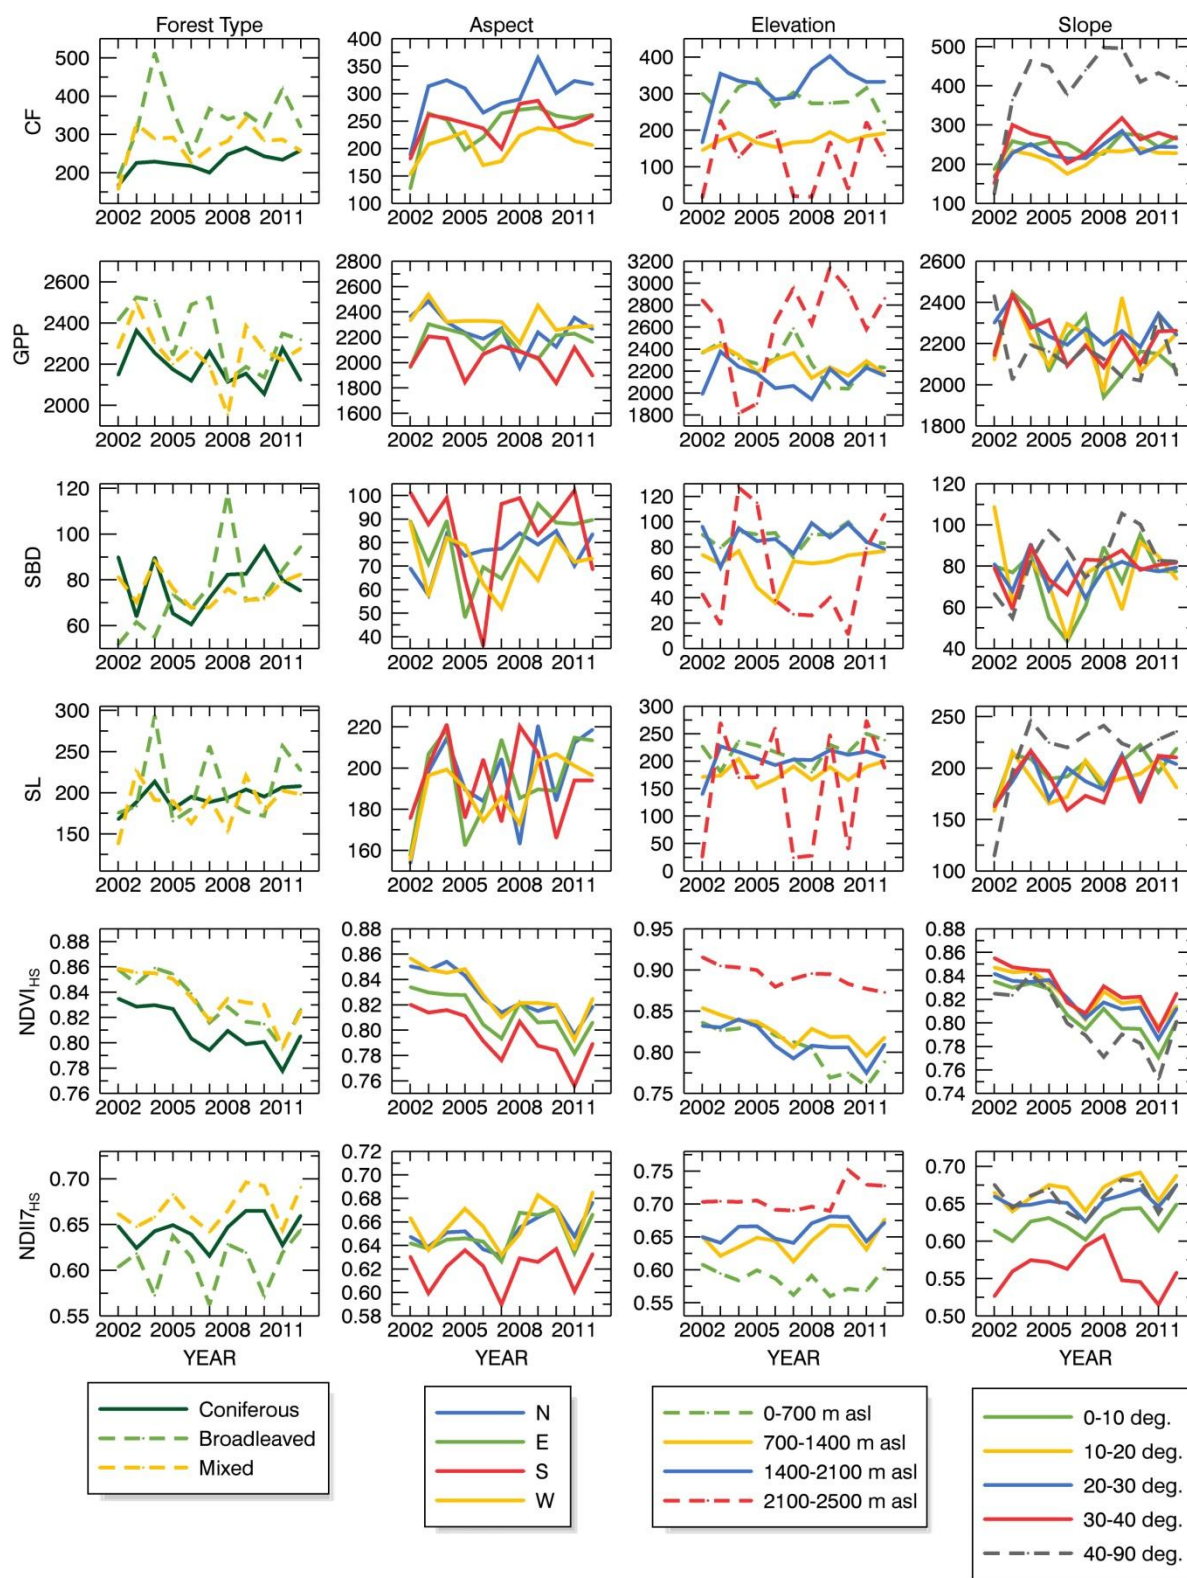 Forest Type Aspect Elevation Slope
CF
500
400
300
200
2002 2005 2008 2011
400
350
300
250
200
150
100
2002 2005 2008 2011
400
300
200
100
0
2002 2005 2008 2011
500
400
300
200
100
2002 2005 2008 2011
GPP
2600
2400
2200
2000
2002 2005 2008 2011
2800
2600
2400
2200
2000
1800
1600
2002 2005 2008 2011
3200
3000
2800
2600
2400
2200
2000
1800
2002 2005 2008 2011
2600
2400
2200
2000
1800
2002 2005 2008 2011
SBD
120
100
80
60
2002 2005 2008 2011
100
90
80
70
60
50
40
2002 2005 2008 2011
120
100
80
60
40
20
0
2002 2005 2008 2011
120
100
80
60
40
2002 2005 2008 2011
SL
300
250
200
150
2002 2005 2008 2011
220
200
180
160
2002 2005 2008 2011
300
250
200
150
100
50
0
2002 2005 2008 2011
250
200
150
100
2002 2005 2008 2011
NDVI HS
0.88
0.86
0.84
0.82
0.80
0.78
0.76
2002 2005 2008 2011
0.88
0.86
0.84
0.82
0.80
0.78
0.76
2002 2005 2008 2011
0.95
0.90
0.85
0.80
0.75
2002 2005 2008 2011
0.88
0.86
0.84
0.82
0.80
0.78
0.76
0.74
2002 2005 2008 2011
NDII7 HS
0.70
0.65
0.60
0.55
2002 2005 2008 2011
YEAR
0.72
0.70
0.68
0.66
0.64
0.62
0.60
0.58
2002 2005 2008 2011
YEAR
0.75
0.70
0.65
0.60
0.55
2002 2005 2008 2011
YEAR
0.70
0.65
0.60
0.55
0.50
2002 2005 2008 2011
YEAR
Coniferous
Broadleaved
Mixed
N
E
S
W
0-700 m asl
700-1400 m asl
1400-2100 m asl
2100-2500 m asl
0-10 deg.
10-20 deg.
20-30 deg.
30-40 deg.
40-90 deg.